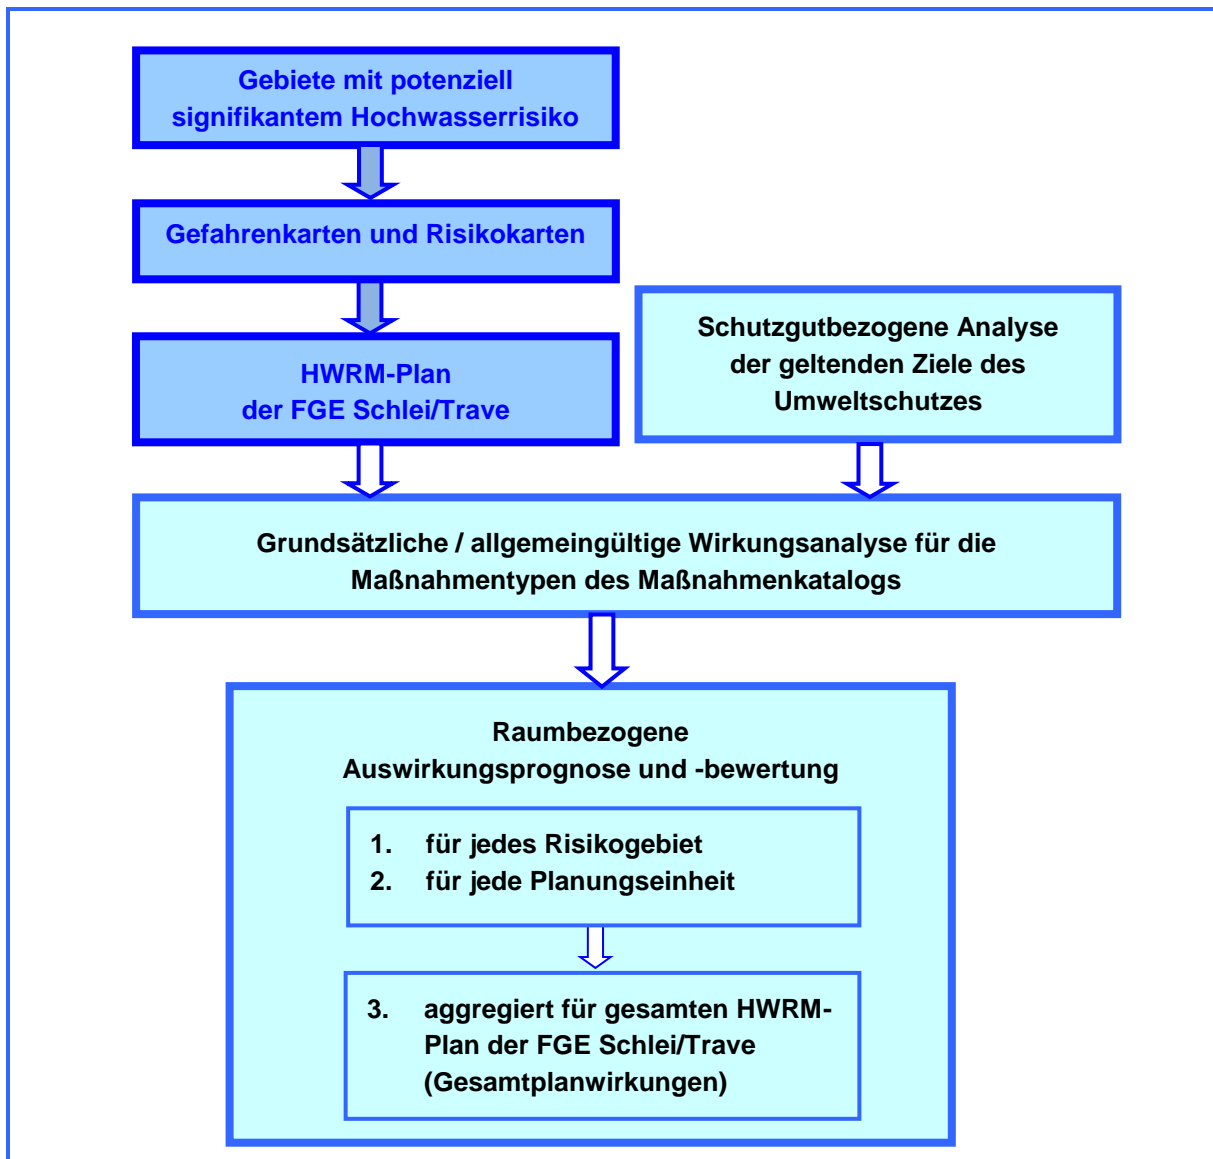 Gebiete mit potenziell
signifikantem Hochwasserrisiko
Gefahrenkarten und Risikokarten
HWRM-Plan
der FGE Schlei/Trave
Schutzgutbezogene Analyse
der geltenden Ziele des
Umweltschutzes
Grundsätzliche / allgemeingültige Wirkungsanalyse für die
Maßnahmentypen des Maßnahmenkatalogs
Raumbezogene
Auswirkungsprognose und -bewertung
1. für jedes Risikogebiet
2. für jede Planungseinheit
3. aggregiert für gesamten HWRM-
Plan der FGE Schlei/Trave
(Gesamtplanwirkungen)